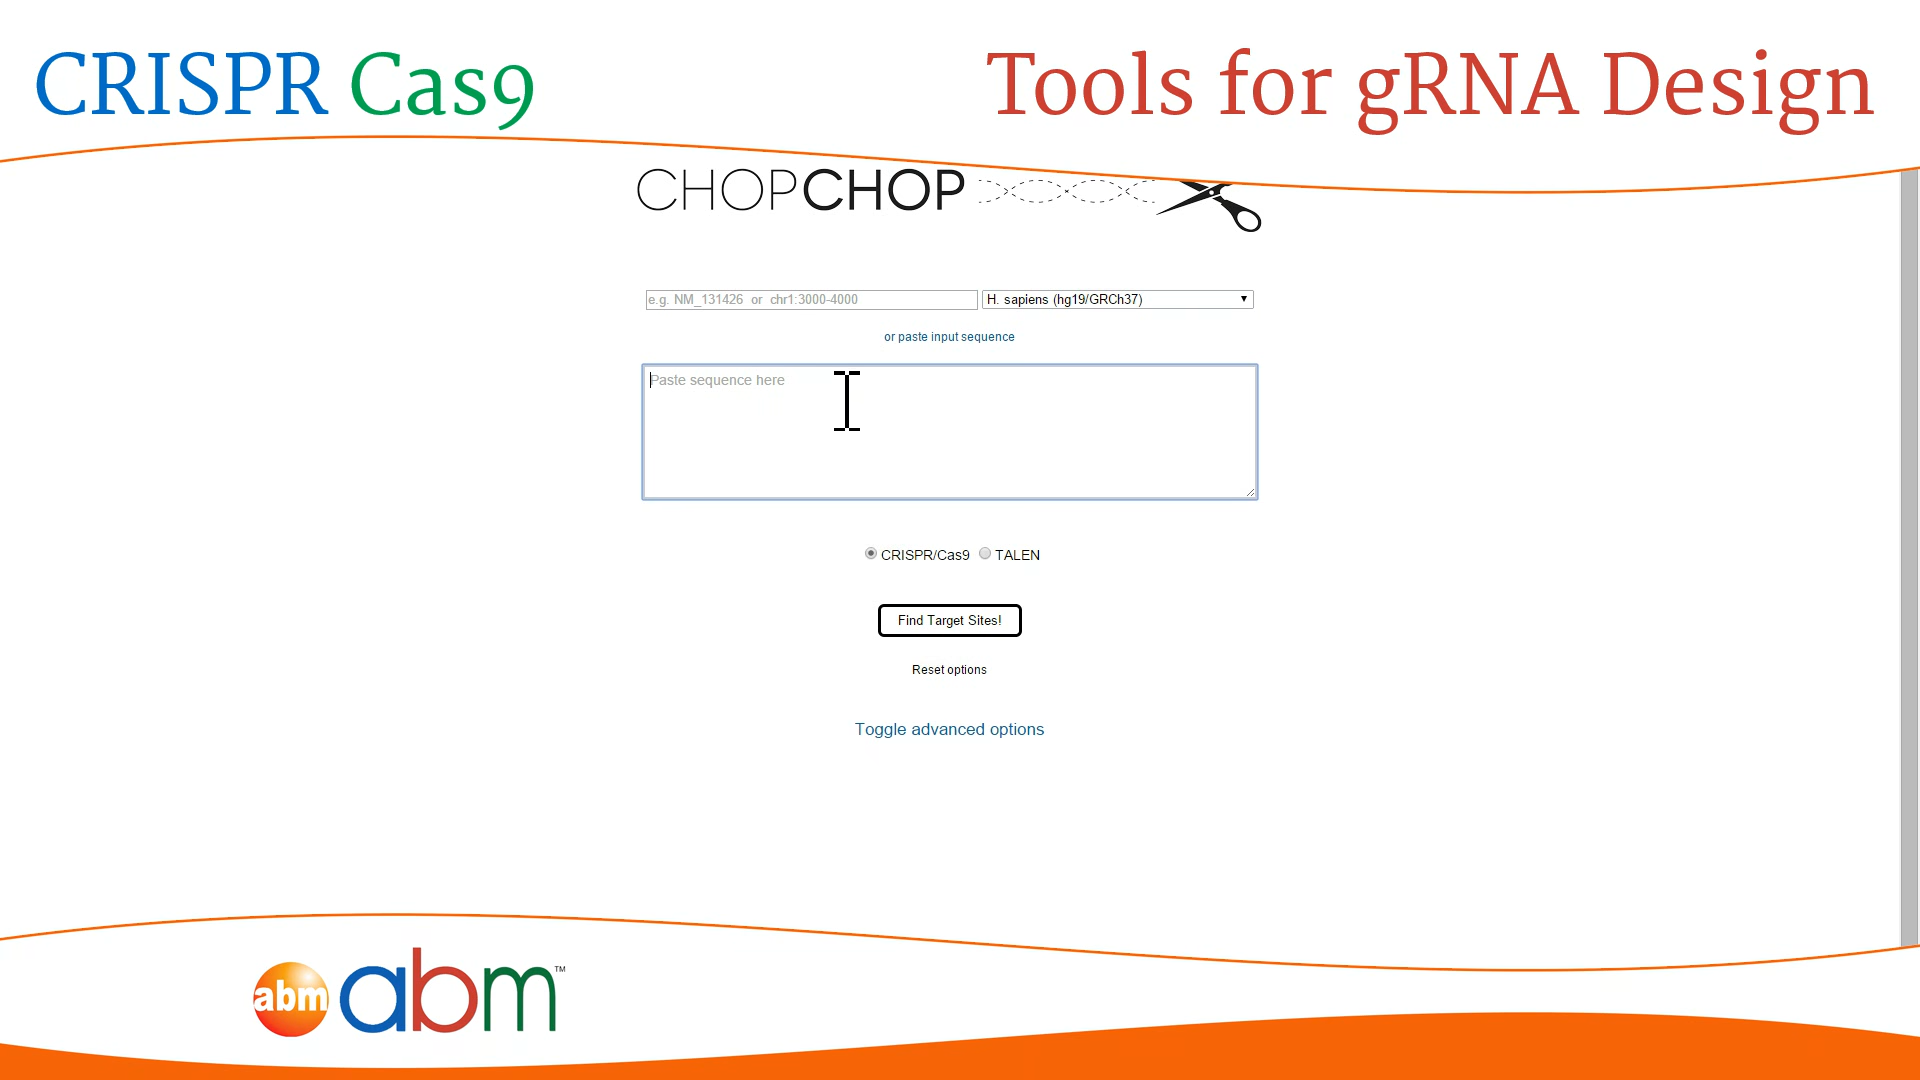 CRISPR Cas9
Tools for gRNA Design
CHOPCHOP
e.g. NM_131426 or chr1:3000-4000
H. sapiens (hg19/GRCh37)
or paste input sequence
Paste sequence here
CRISPR/Cas9
TALEN
Find Target Sites!
Reset options
Toggle advanced options
abm
abm™